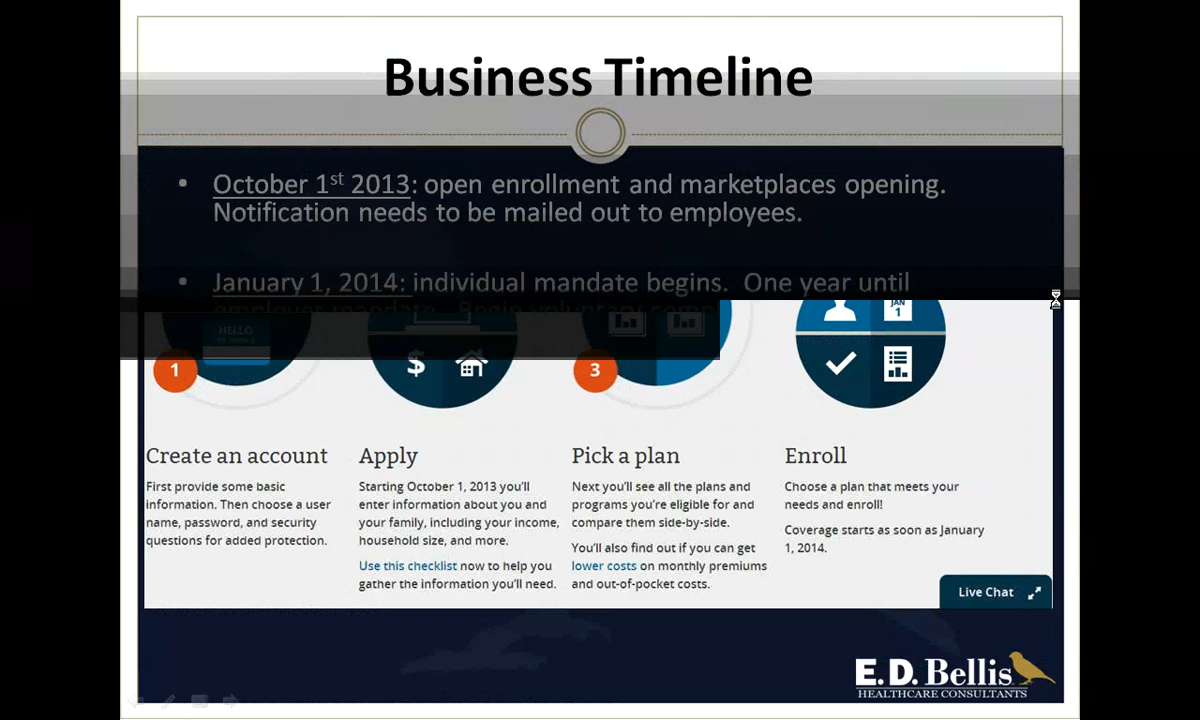 Business Timeline
• October 1st 2013: open enrollment and marketplaces opening.
Notification needs to be mailed out to employees.
• January 1, 2014: individual mandate begins. One year until
employer mandate. Begin voluntary
HELLO
JAN
1
1
$
3
Create an account
First provide some basic
information. Then choose a user
name, password, and security
questions for added protection.
Apply
Starting October 1, 2013 you'll
enter information about you and
your family, including your income,
household size, and more.
Use this checklist now to help you
gather the information you'll need.
Pick a plan
Next you'll see all the plans and
programs you're eligible for and
compare them side-by-side.
You'll also find out if you can get
lower costs on monthly premiums
and out-of-pocket costs.
Enroll
Choose a plan that meets your
needs and enroll!
Coverage starts as soon as January
1, 2014.
Live Chat
E.D. Bellis
HEALTHCARE CONSULTANTS